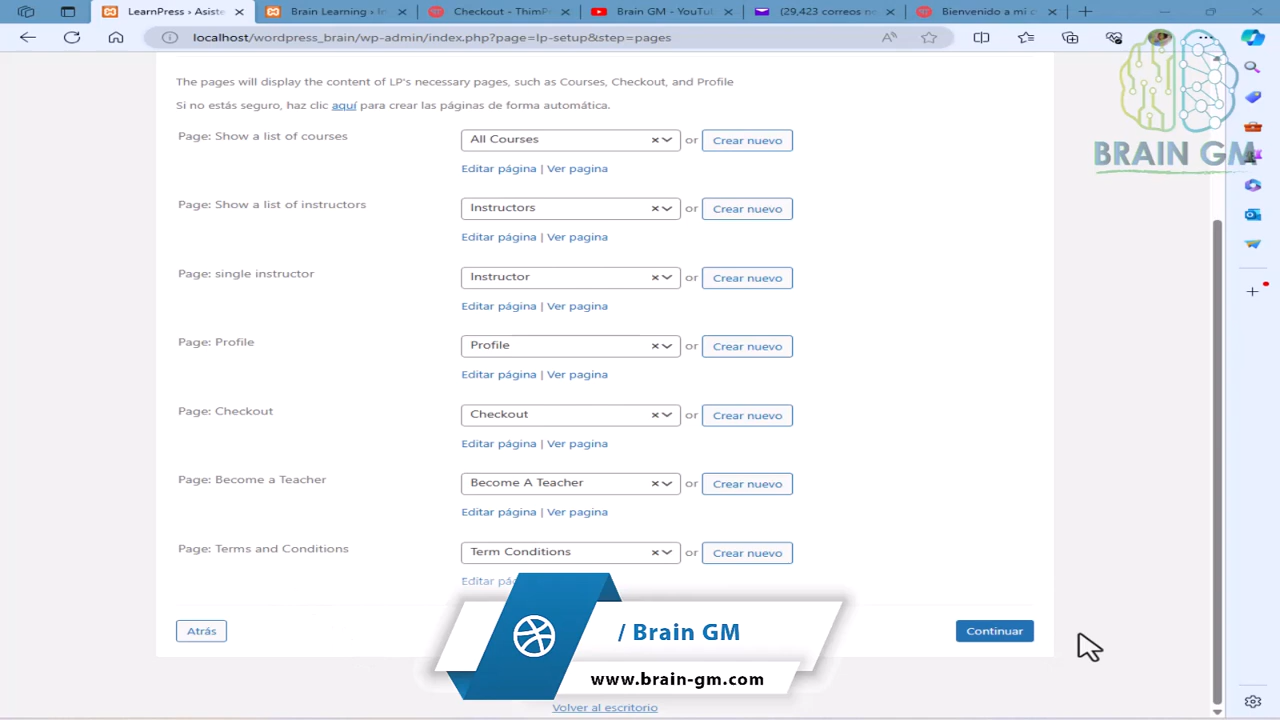 LearnPress › Ajustes
Brain Learning ‹
Checkout - ThimP
Brain GM - YouTu
(29,423 correos no
Bienvenido a mi c
localhost/wordpress_brain/wp-admin/index.php?page=lp-setup&step=pages
BRAIN GM
The pages will display the content of LP's necessary pages, such as Courses, Checkout, and Profile
Si no estás seguro, haz clic aquí para crear las páginas de forma automática.
Page: Show a list of courses
All Courses
or
Crear nuevo
Editar página | Ver pagina
Page: Show a list of instructors
Instructors
or
Crear nuevo
Editar página | Ver pagina
Page: single instructor
Instructor
or
Crear nuevo
Editar página | Ver pagina
Page: Profile
Profile
or
Crear nuevo
Editar página | Ver pagina
Page: Checkout
Checkout
or
Crear nuevo
Editar página | Ver pagina
Page: Become a Teacher
Become A Teacher
or
Crear nuevo
Editar página | Ver pagina
Page: Terms and Conditions
Term Conditions
or
Crear nuevo
Editar
Atrás
/ Brain GM
Continuar
www.brain-gm.com
Volver al escritorio